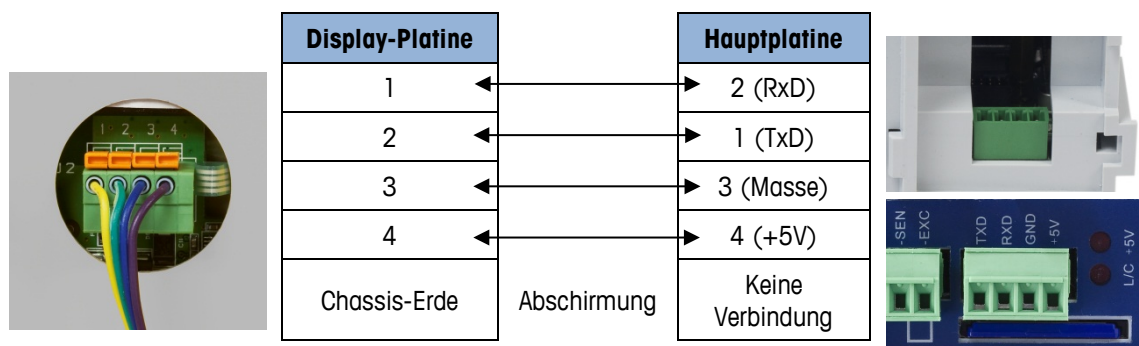 Display-Platine
Hauptplatine
1
2 (RxD)
2
1 (TxD)
3
3 (Masse)
4
4 (+5V)
Chassis-Erde
Abschirmung
Keine
Verbindung
1 2 3 4
-SEN
-EXC
TXD
RXD
GND
+5V
+5V
L/C